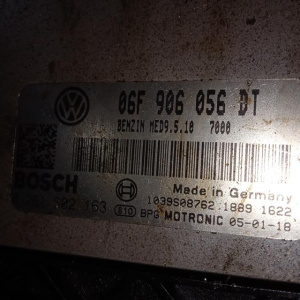 06F 906 056 DT
BENZIN MED9.5.10 7000
BOSCH
Made in Germany
163 1039S08762 1889 1622
BPG MOTRONIC 05-01-18